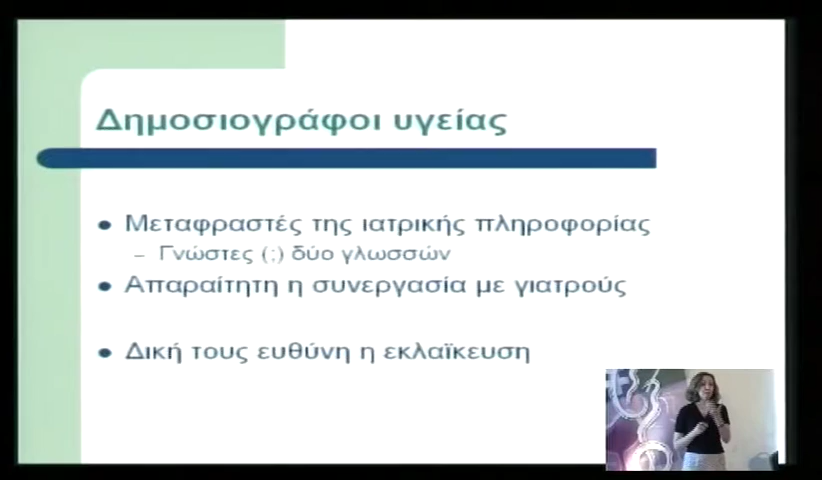 Δημοσιογράφοι υγείας
Μεταφραστές της ιατρικής πληροφορίας
– Γνώστες (;) δύο γλωσσών
Απαραίτητη η συνεργασία με γιατρούς
Δική τους ευθύνη η εκλαϊκευση